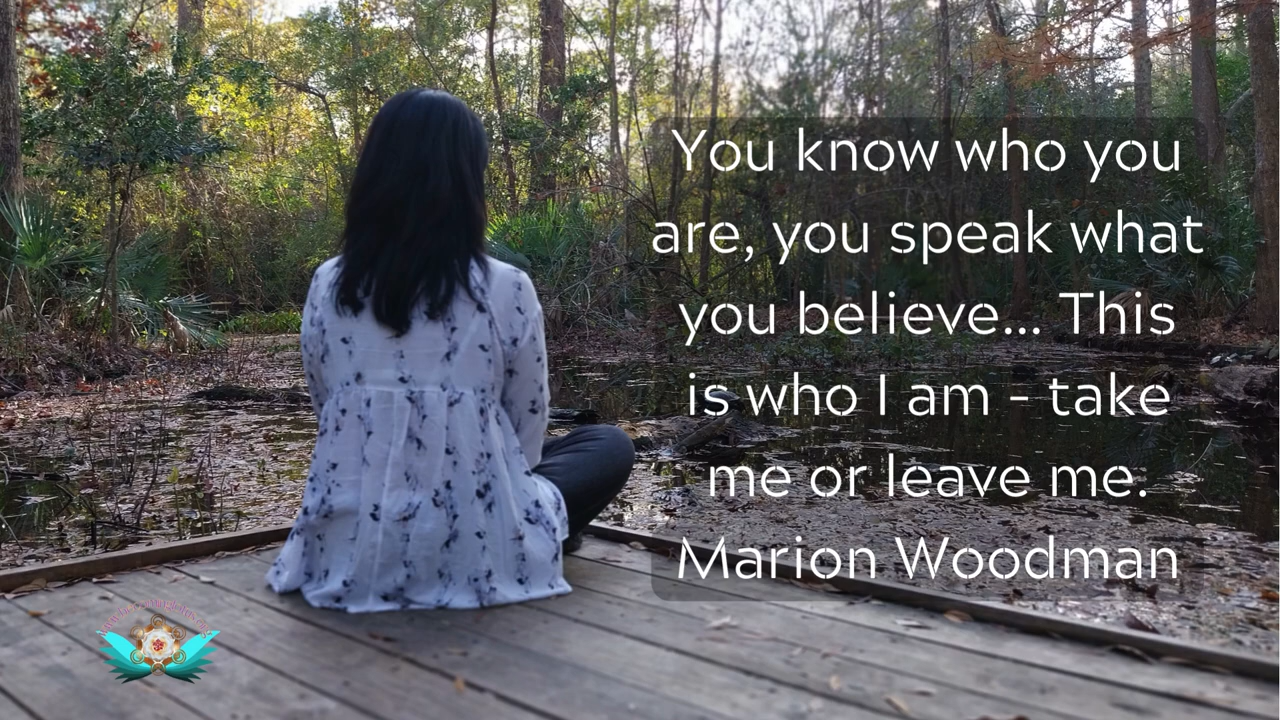 You know who you
are, you speak what
you believe... This
is who I am - take
me or leave me.
Marion Woodman